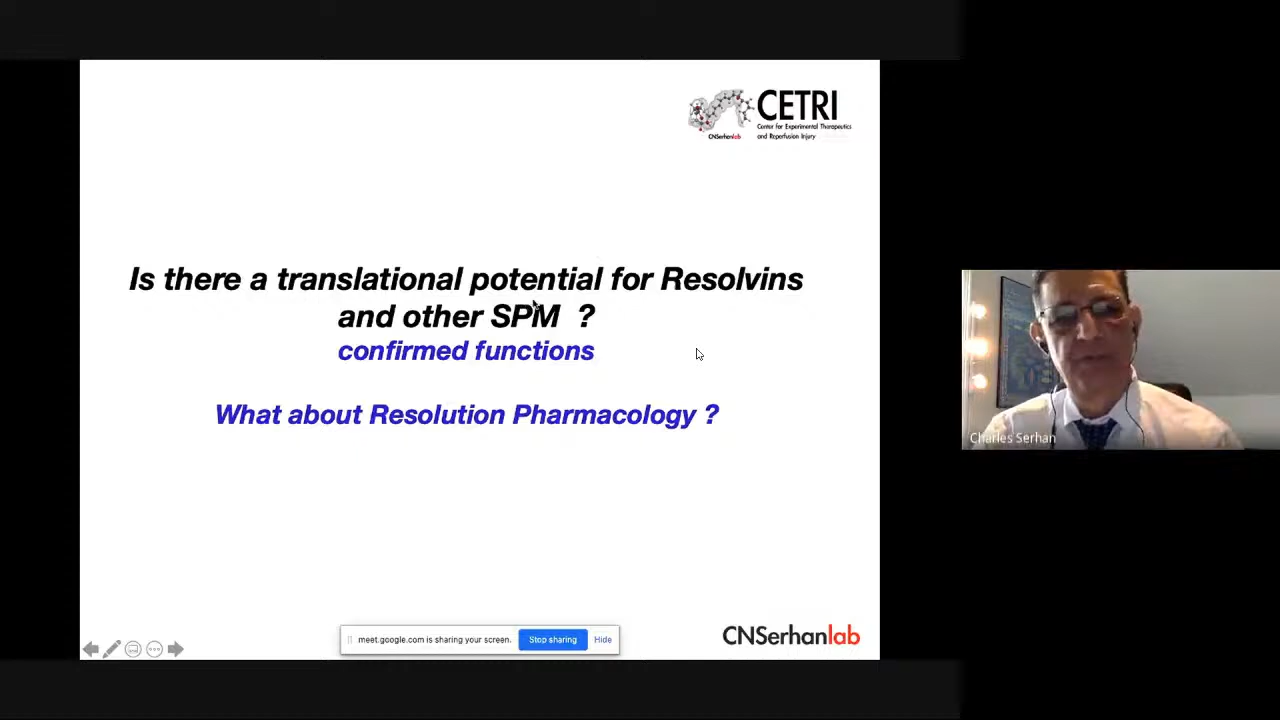 CETRI
Center for Experimental Therapeutics
and Reperfusion Injury
CNSerhanlab
Is there a translational potential for Resolvins
and other SPM ?
confirmed functions
What about Resolution Pharmacology ?
Charles Serhan
meet.google.com is sharing your screen. Stop sharing Hide
CNSerhanlab